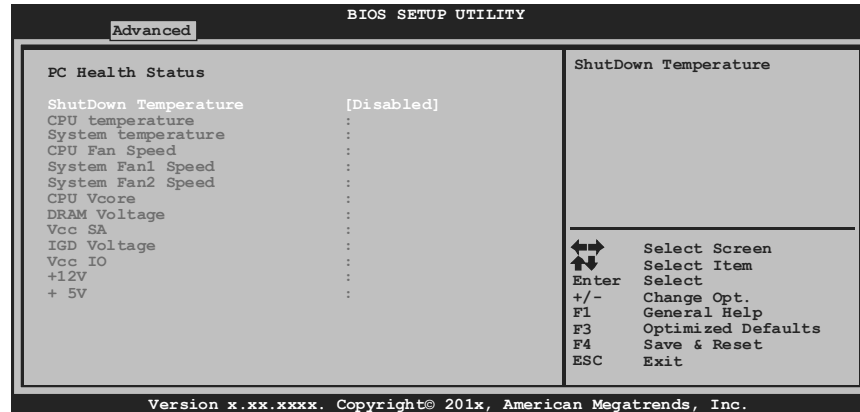 BIOS SETUP UTILITY
Advanced
PC Health Status
ShutDown Temperature [Disabled]
CPU temperature :
System temperature :
CPU Fan Speed :
System Fan1 Speed :
System Fan2 Speed :
CPU Vcore :
DRAM Voltage :
Vcc SA :
IGD Voltage :
Vcc IO :
+12V :
+ 5V :
ShutDown Temperature
Select Screen
Select Item
Enter Select
+/- Change Opt.
F1 General Help
F3 Optimized Defaults
F4 Save & Reset
ESC Exit
Version x.xx.xxxx. Copyright© 201x, American Megatrends, Inc.